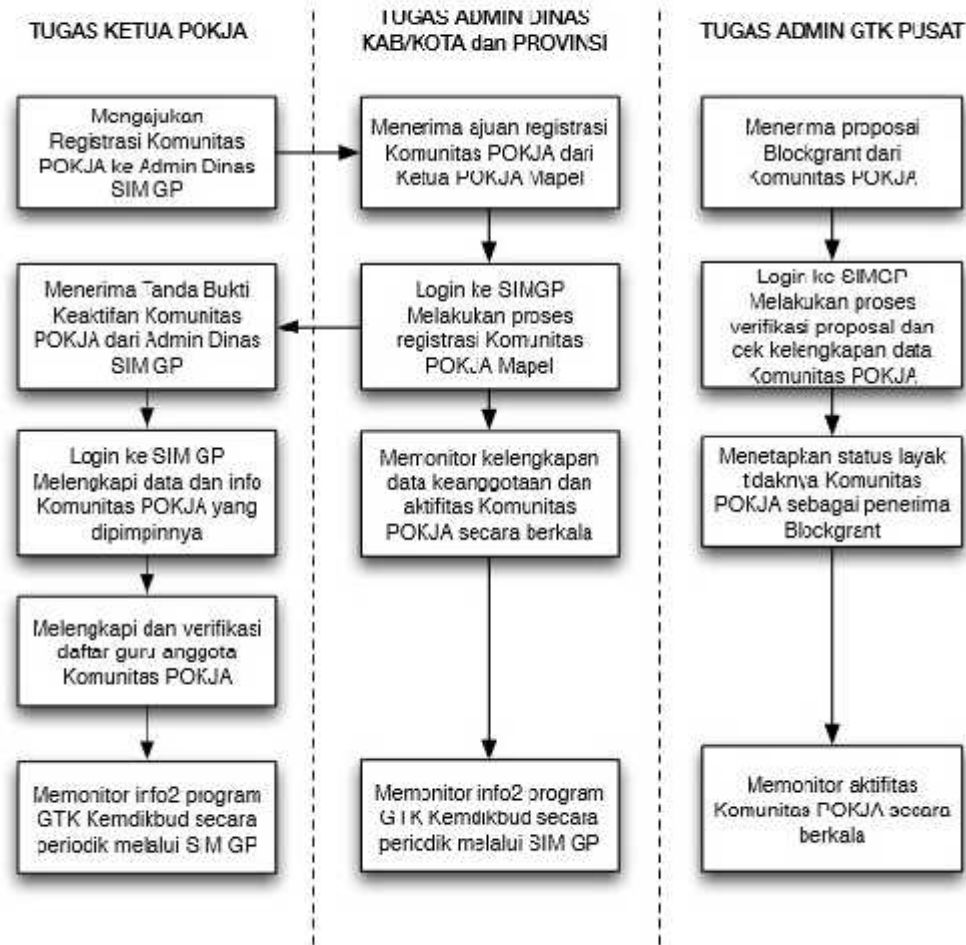 TUGAS KETUA POKJA
Mengajukan
Registrasi Komunitas
POKJA ke Admin Dinas
SIM GP
Menerima Tanda Bukti
Keaktifan Komunitas
POKJA dari Admin Dinas
SIM GP
Login ke SIM GP
Melengkapi data dan info
Komunitas POKJA yang
dipimpinnya
Melengkapi dan verifikasi
daftar guru anggota
Komunitas POKJA
Memonitor info2 program
GTK Kemdikbud secara
periodik melalui SIM GP
TUGAS ADMIN DINAS
KAB/KOTA dan PROVINSI
Menerima ajuan registrasi
Komunitas POKJA dari
Ketua POKJA Mapel
Login ke SIMGP
Melakukan proses
registrasi Komunitas
POKJA Mapel
Memonitor kelengkapan
data keanggotaan dan
aktifitas Komunitas
POKJA secara berkala
Memonitor info2 program
GTK Kemdikbud secara
periodik melalui SIM GP
TUGAS ADMIN GTK PUSAT
Menerima proposal
Blockgrant dari
Komunitas POKJA
Login ke SIMGP
Melakukan proses
verifikasi proposal dan
cek kelengkapan data
Komunitas POKJA
Menetapkan status layak
tidaknya Komunitas
POKJA sebagai penerima
Blockgrant
Memonitor aktifitas
Komunitas POKJA secara
berkala